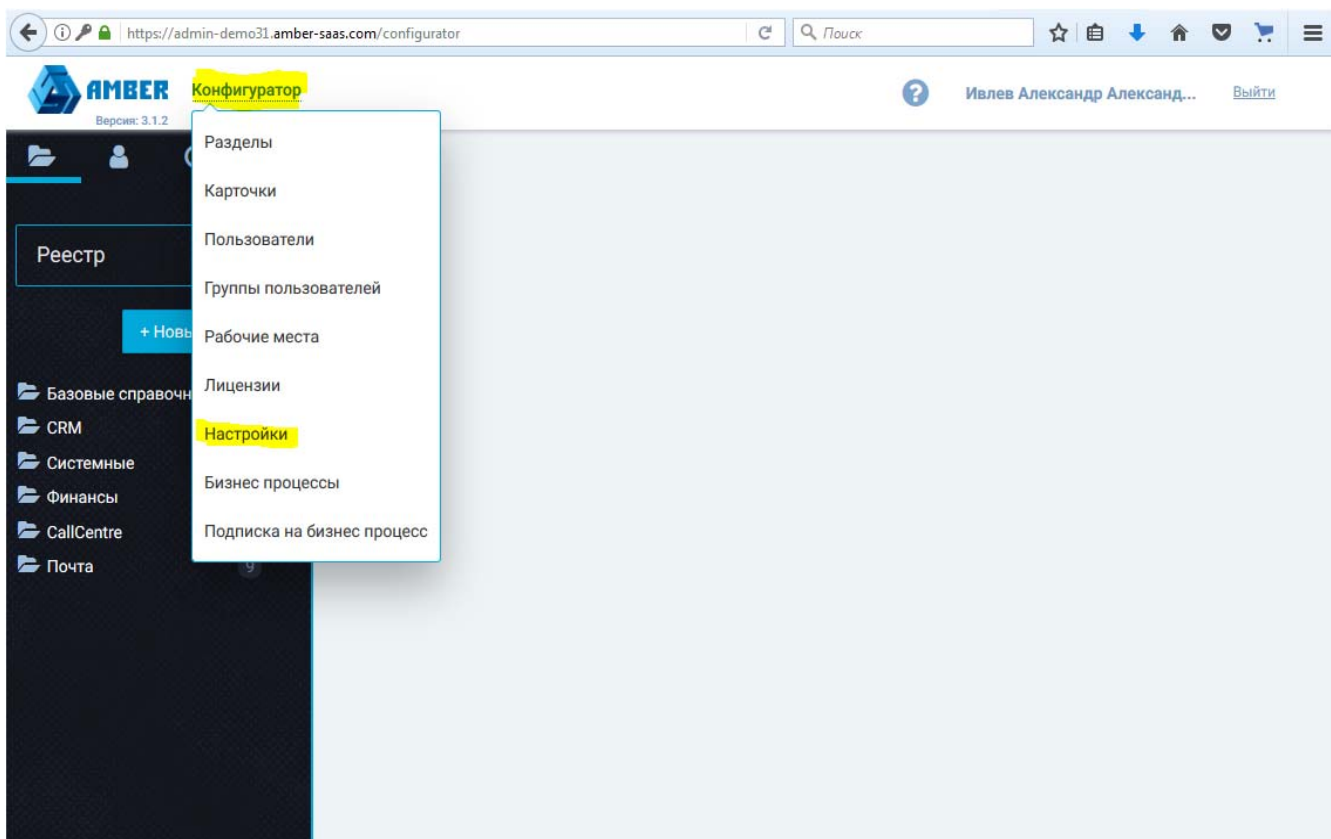 https://admin-demo31.amber-saas.com/configurator
Поиск
AMBER
Версия: 3.1.2
Конфигуратор
Ивлев Александр Александ...
Выйти
Разделы
Карточки
Пользователи
Группы пользователей
Рабочие места
Лицензии
Настройки
Бизнес процессы
Подписка на бизнес процесс
Реестр
+ Новы
Базовые справочн
CRM
Системные
Финансы
CallCentre
Почта
9